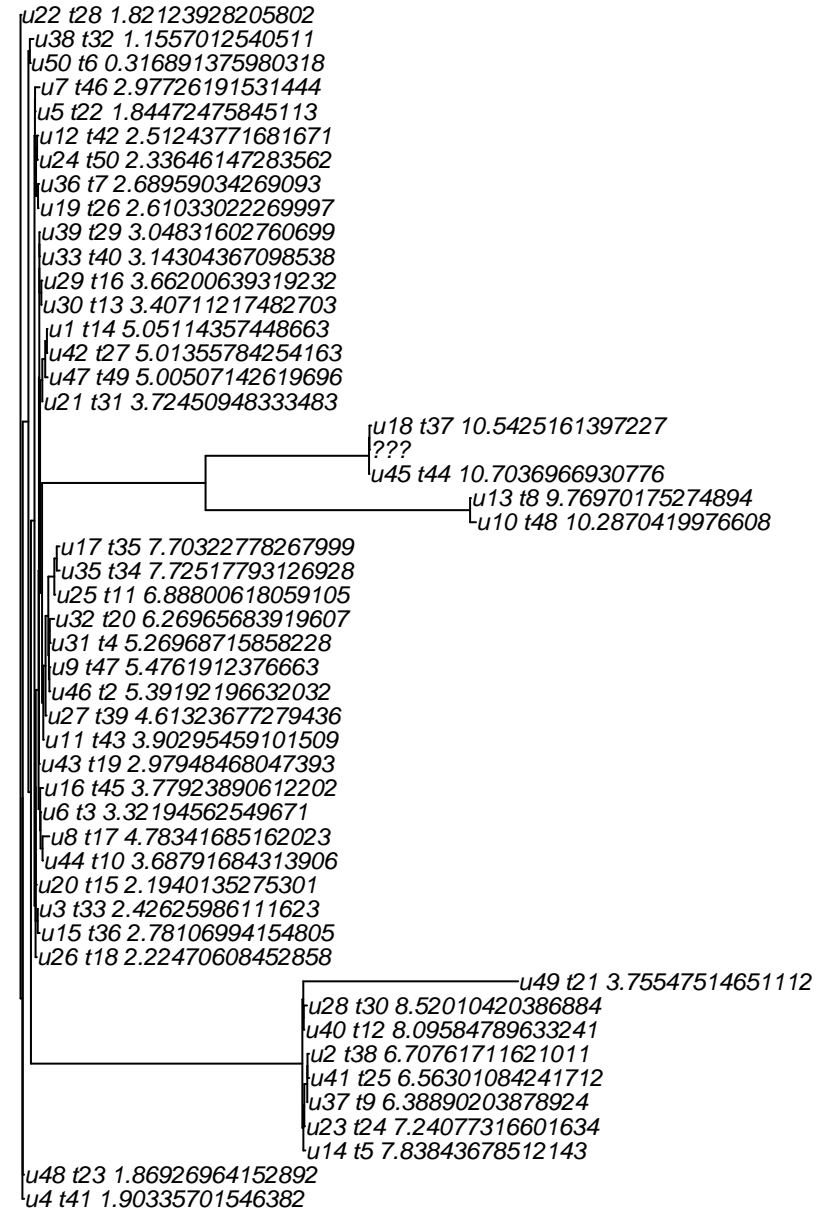 u22 t28 1.82123928205802
u38 t32 1.1557012540511
u50 t6 0.316891375980318
u7 t46 2.97726191531444
u5 t22 1.84472475845113
u12 t42 2.51243771681671
u24 t50 2.33646147283562
u36 t7 2.68959034269093
u19 t26 2.61033022269997
u39 t29 3.04831602760699
u33 t40 3.14304367098538
u29 t16 3.66200639319232
u30 t13 3.40711217482703
u1 t14 5.05114357448663
u42 t27 5.01355784254163
u47 t49 5.00507142619696
u21 t31 3.72450948333483
u18 t37 10.5425161397227
???
u45 t44 10.7036966930776
u13 t8 9.76970175274894
u10 t48 10.2870419976608
u17 t35 7.70322778267999
u35 t34 7.72517793126928
u25 t11 6.88800618059105
u32 t20 6.26965683919607
u31 t4 5.26968715858228
u9 t47 5.4761912376663
u46 t2 5.39192196632032
u27 t39 4.61323677279436
u11 t43 3.90295459101509
u43 t19 2.97948468047393
u16 t45 3.77923890612202
u6 t3 3.32194562549671
u8 t17 4.78341685162023
u44 t10 3.68791684313906
u20 t15 2.1940135275301
u3 t33 2.42625986111623
u15 t36 2.78106994154805
u26 t18 2.22470608452858
u49 t21 3.75547514651112
u28 t30 8.52010420386884
u40 t12 8.09584789633241
u2 t38 6.70761711621011
u41 t25 6.56301084241712
u37 t9 6.38890203878924
u23 t24 7.24077316601634
u14 t5 7.83843678512143
u48 t23 1.86926964152892
u4 t41 1.90335701546382